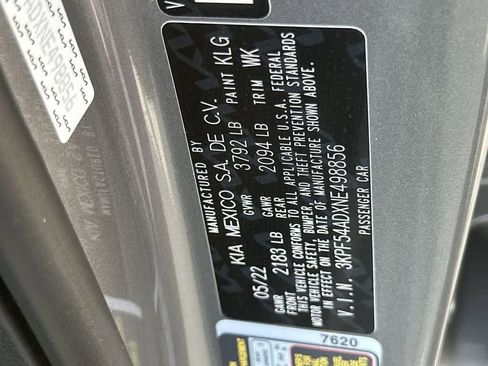 MANUFACTURED BY
KIA MEXICO S.A. DE C.V.
05/22 GVWR 3792 LB PAINT KLG
GAWR FRONT 2183 LB GAWR REAR 2094 LB TRIM WK
THIS VEHICLE CONFORMS TO ALL APPLICABLE U.S.A. FEDERAL
MOTOR VEHICLE SAFETY, BUMPER, AND THEFT PREVENTION STANDARDS
IN EFFECT ON THE DATE OF MANUFACTURE SHOWN ABOVE.
V.I.N. 3KPF54ADXNE498856
PASSENGER CAR
7620
ADXNE498856